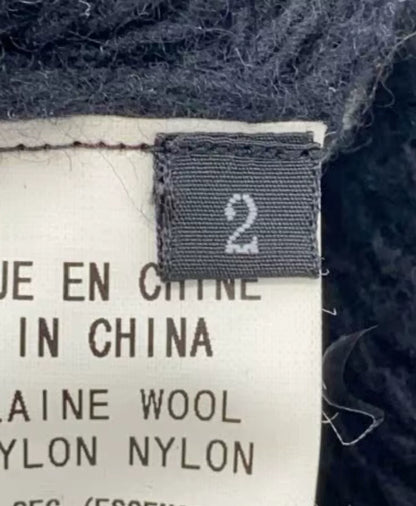 2
UE EN CHINE
IN CHINA
LAINE WOOL
YLON NYLON